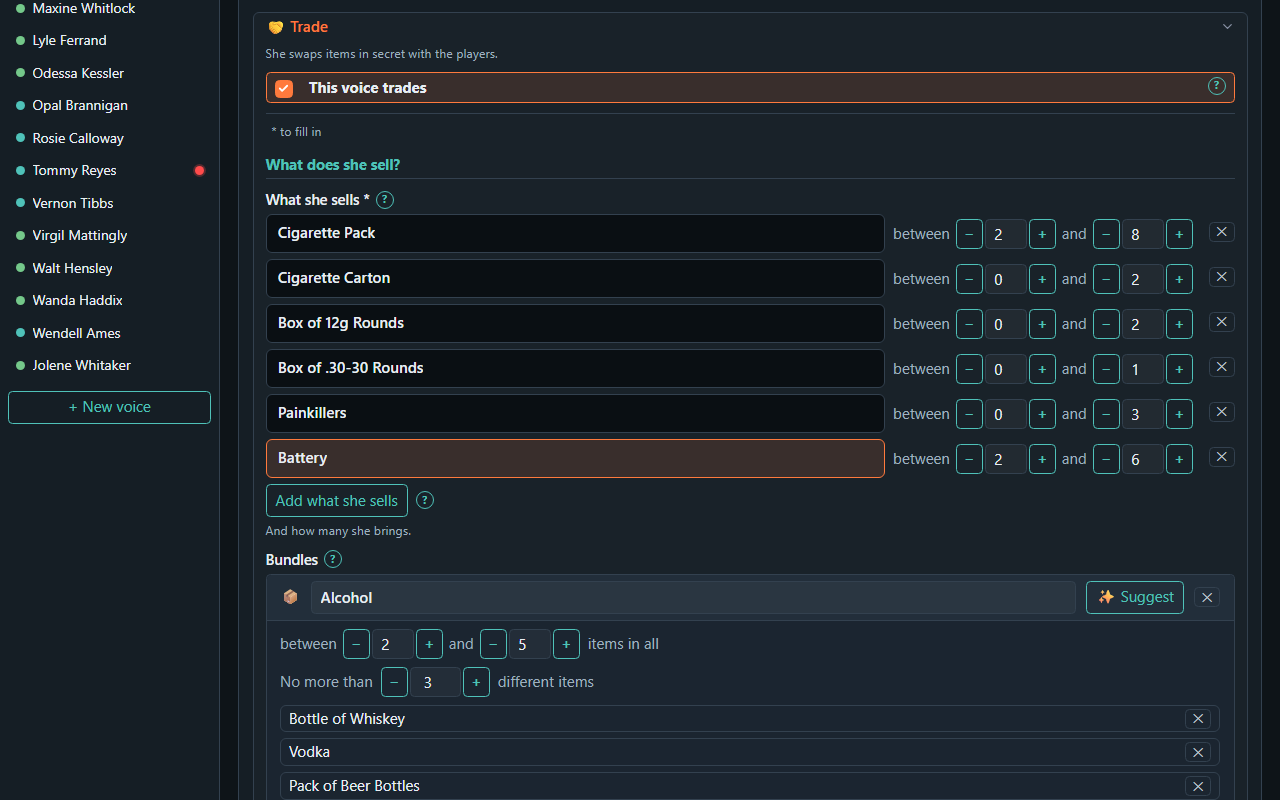 Maxine Whitlock
Lyle Ferrand
Odessa Kessler
Opal Brannigan
Rosie Calloway
Tommy Reyes
Vernon Tibbs
Virgil Mattingly
Walt Hensley
Wanda Haddix
Wendell Ames
Jolene Whitaker
+ New voice
Trade
She swaps items in secret with the players.
This voice trades ?
* to fill in
What does she sell?
What she sells * ?
Cigarette Pack between − 2 + and − 8 +
Cigarette Carton between − 0 + and − 2 +
Box of 12g Rounds between − 0 + and − 2 +
Box of .30-30 Rounds between − 0 + and − 1 +
Painkillers between − 0 + and − 3 +
Battery between − 2 + and − 6 +
Add what she sells ?
And how many she brings.
Bundles ?
Alcohol Suggest
between − 2 + and − 5 + items in all
No more than − 3 + different items
Bottle of Whiskey
Vodka
Pack of Beer Bottles